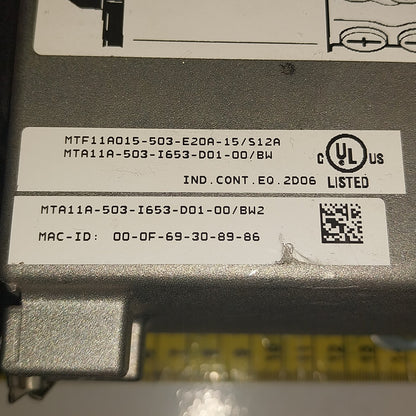 MTF11A015-503-E20A-15/S12A
MTA11A-503-I653-D01-00/BW
C UL US
IND.CONT.EQ.2D06 LISTED
MTA11A-503-I653-D01-00/BW2
MAC-ID: 00-0F-69-30-89-86